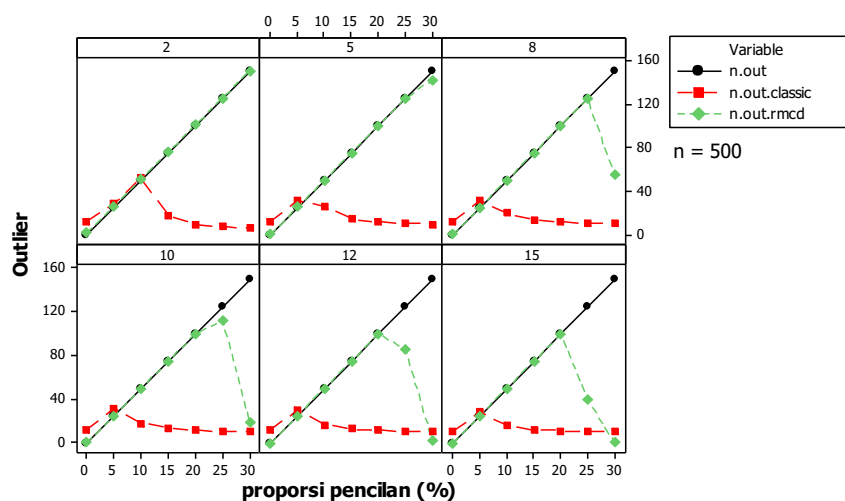 0 5 10 15 20 25 30
2 5 8
160
120
80
40
0
Variable
n.out
n.out.classic
n.out.rmcd
n = 500
Outlier
10 12 15
160
120
80
40
0
0 5 10 15 20 25 30 0 5 10 15 20 25 30
proporsi pencilan (%)